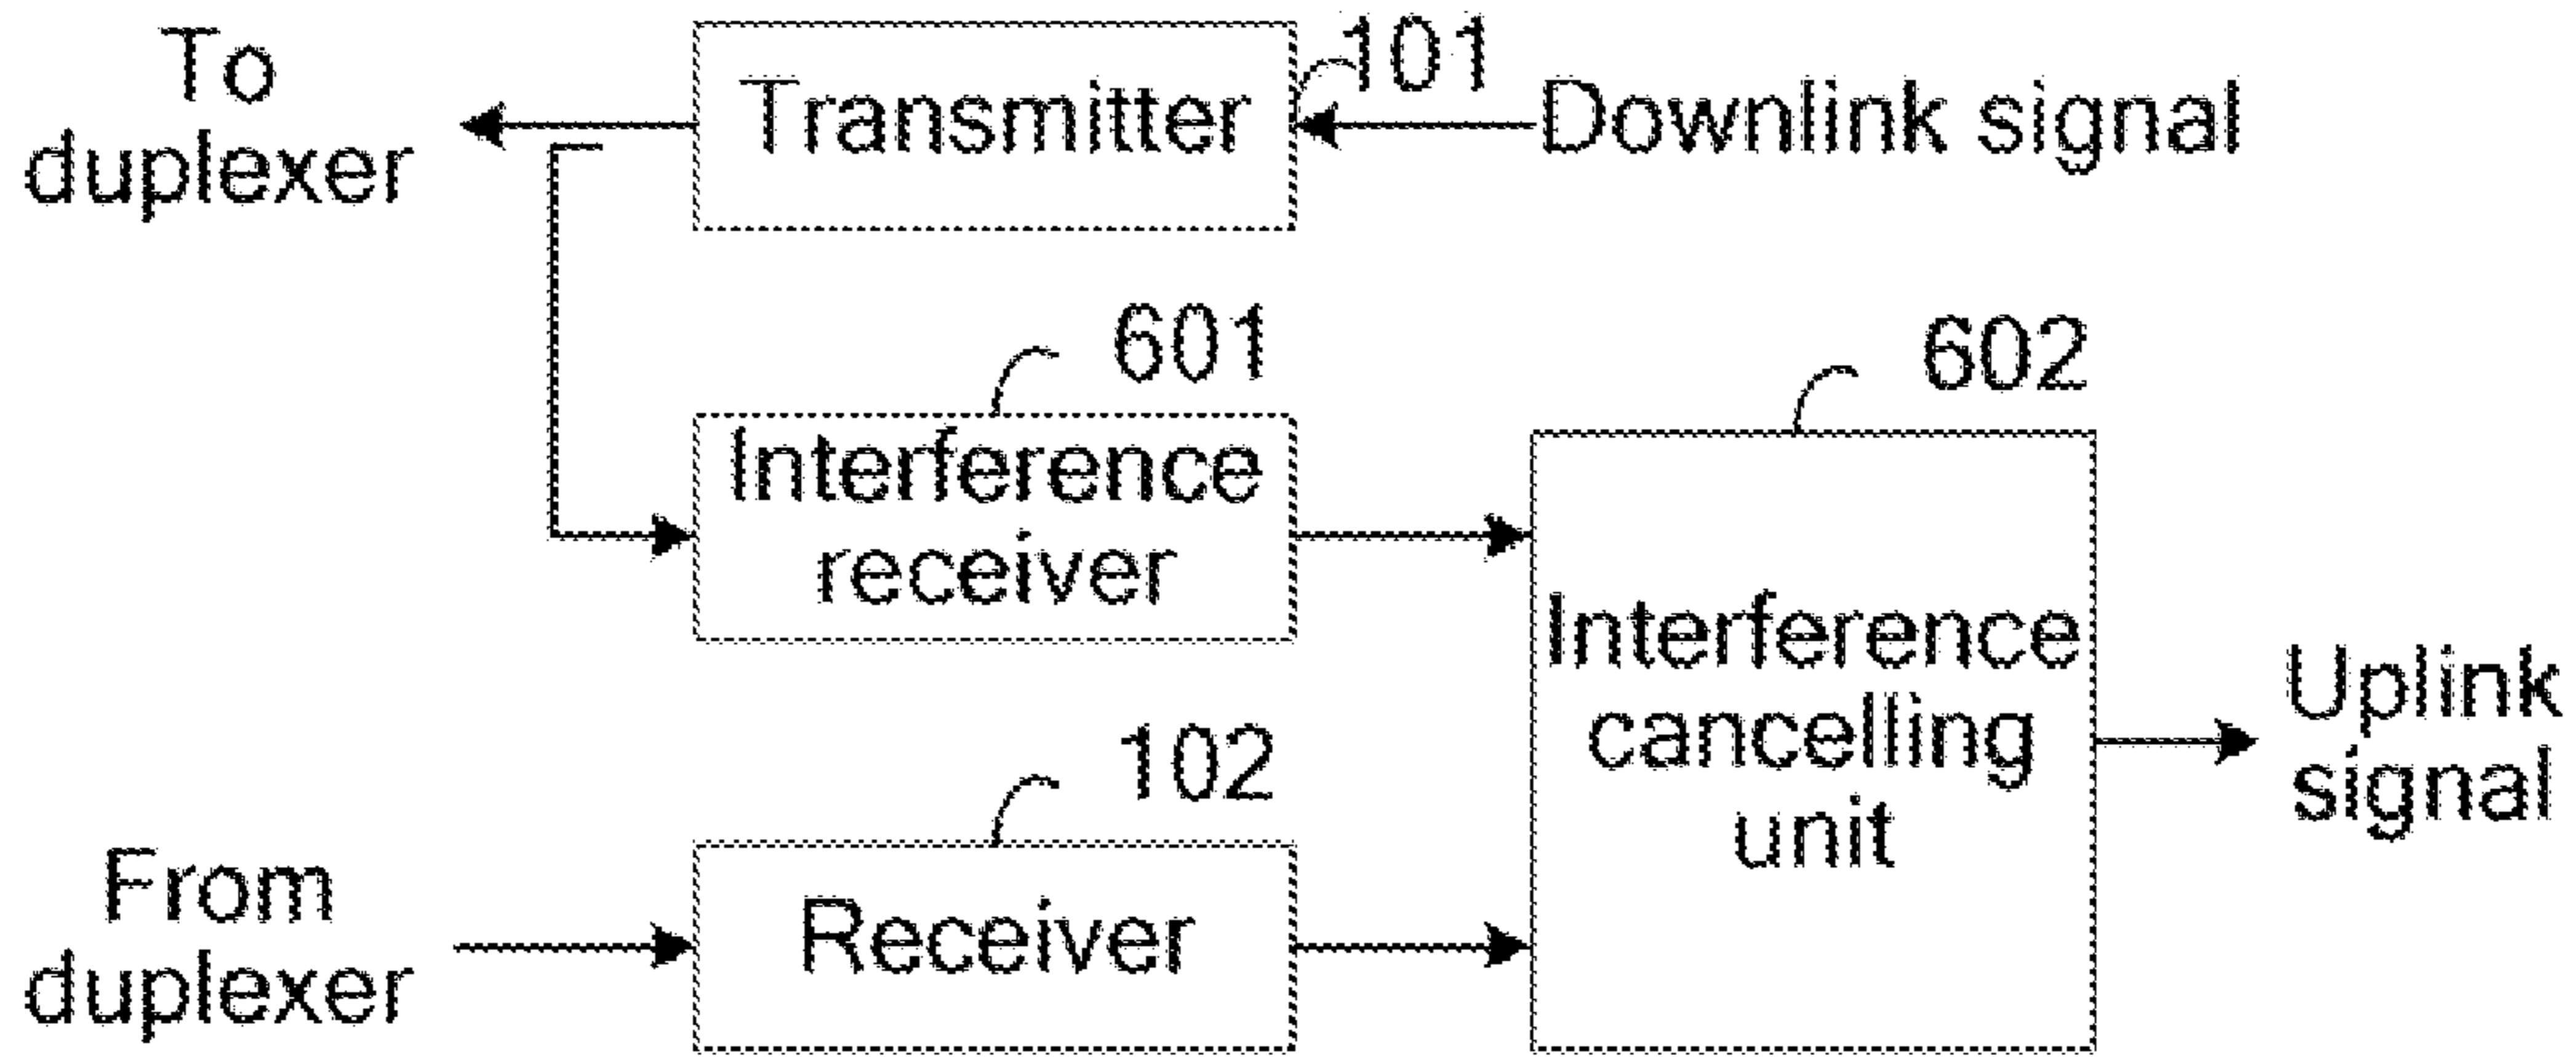 To
duplexer
Transmitter
101
Downlink signal
601
Interference
receiver
602
Interference
cancelling
unit
Uplink
signal
102
From
duplexer
Receiver